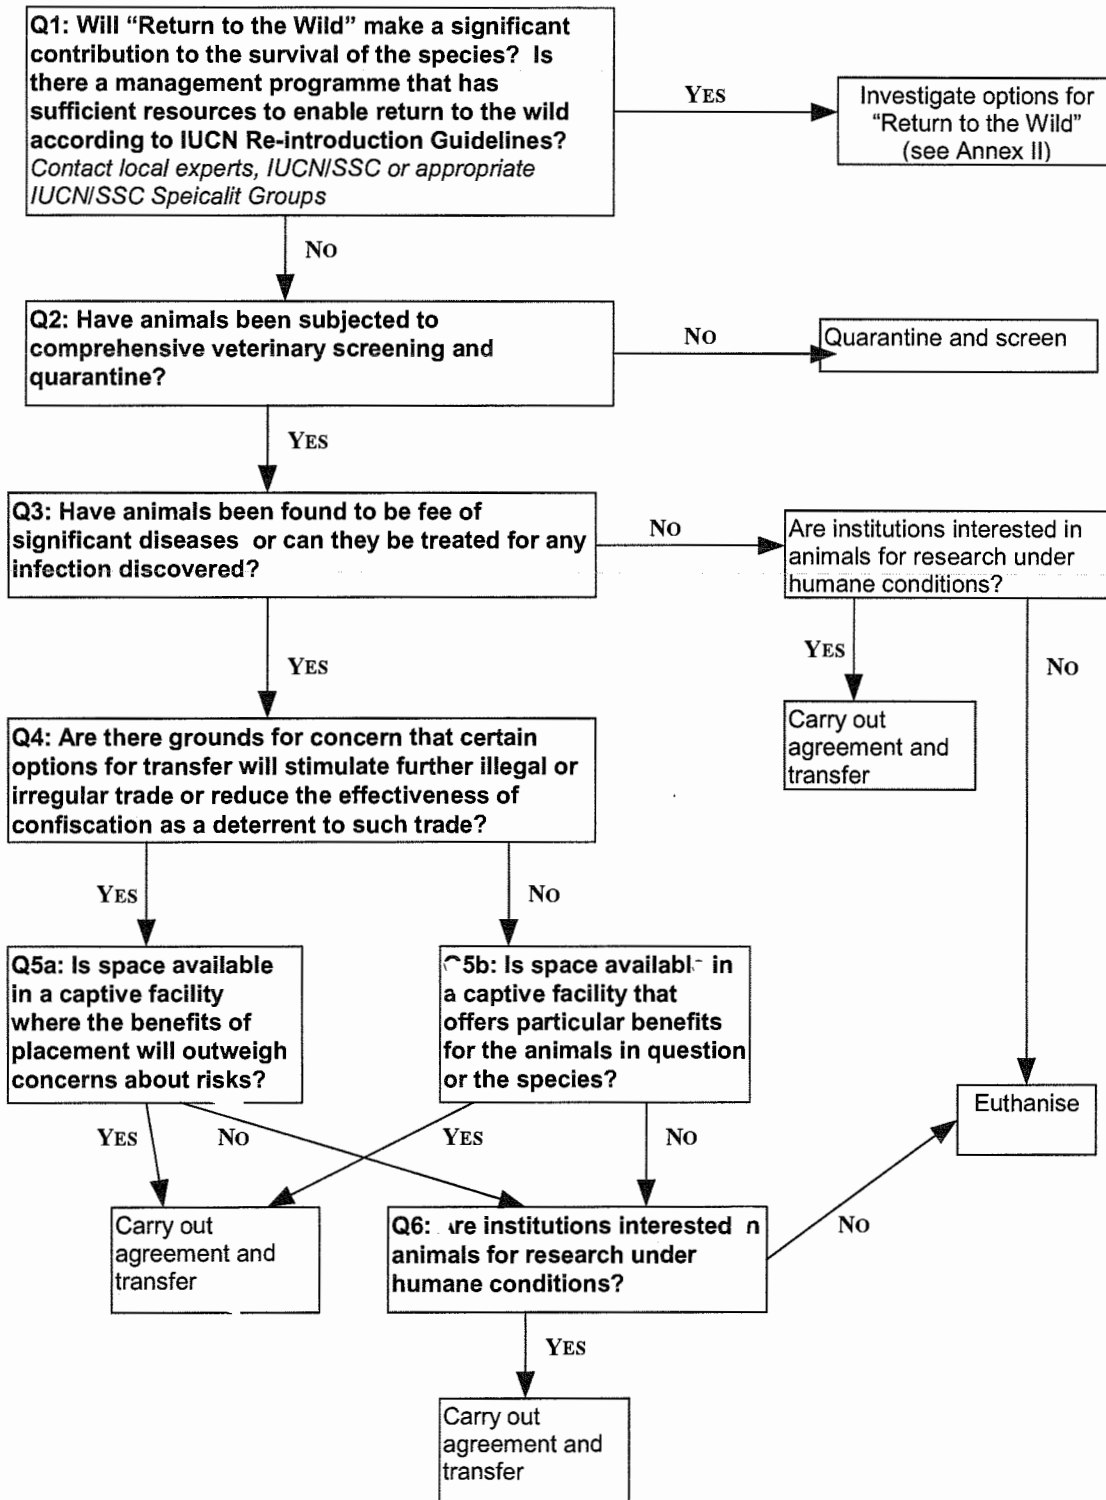 Q1: Will “Return to the Wild” make a significant
contribution to the survival of the species? Is
there a management programme that has
sufficient resources to enable return to the wild
according to IUCN Re-introduction Guidelines?
Contact local experts, IUCN/SSC or appropriate
IUCN/SSC Speicalit Groups
YES
Investigate options for
“Return to the Wild”
(see Annex II)
NO
Q2: Have animals been subjected to
comprehensive veterinary screening and
quarantine?
NO
Quarantine and screen
YES
Q3: Have animals been found to be fee of
significant diseases or can they be treated for any
infection discovered?
NO
Are institutions interested in
animals for research under
humane conditions?
YES
YES
NO
Carry out
agreement and
transfer
Q4: Are there grounds for concern that certain
options for transfer will stimulate further illegal or
irregular trade or reduce the effectiveness of
confiscation as a deterrent to such trade?
YES
NO
Q5a: Is space available
in a captive facility
where the benefits of
placement will outweigh
concerns about risks?
Q5b: Is space available in
a captive facility that
offers particular benefits
for the animals in question
or the species?
Euthanise
YES
NO
YES
NO
Carry out
agreement and
transfer
Q6: Are institutions interested in
animals for research under
humane conditions?
NO
YES
Carry out
agreement and
transfer